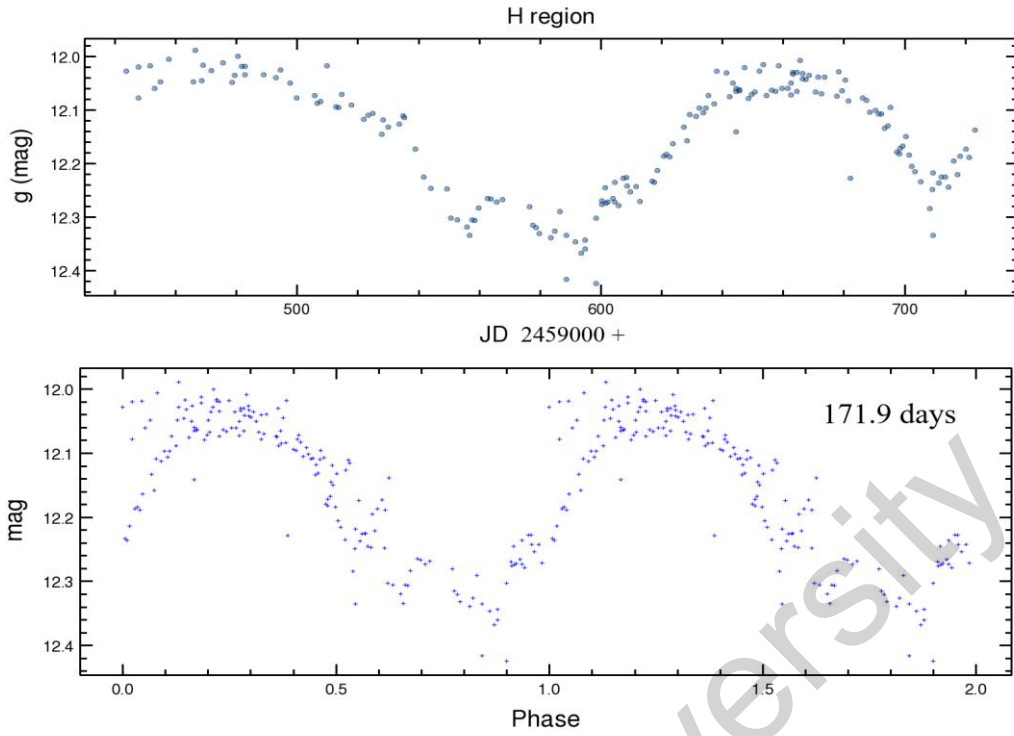 H region
12.0
12.1
12.2
12.3
12.4
g (mag)
500 600 700
JD 2459000 +
12.0
12.1
12.2
12.3
12.4
mag
171.9 days
0.0 0.5 1.0 1.5 2.0
Phase
versity